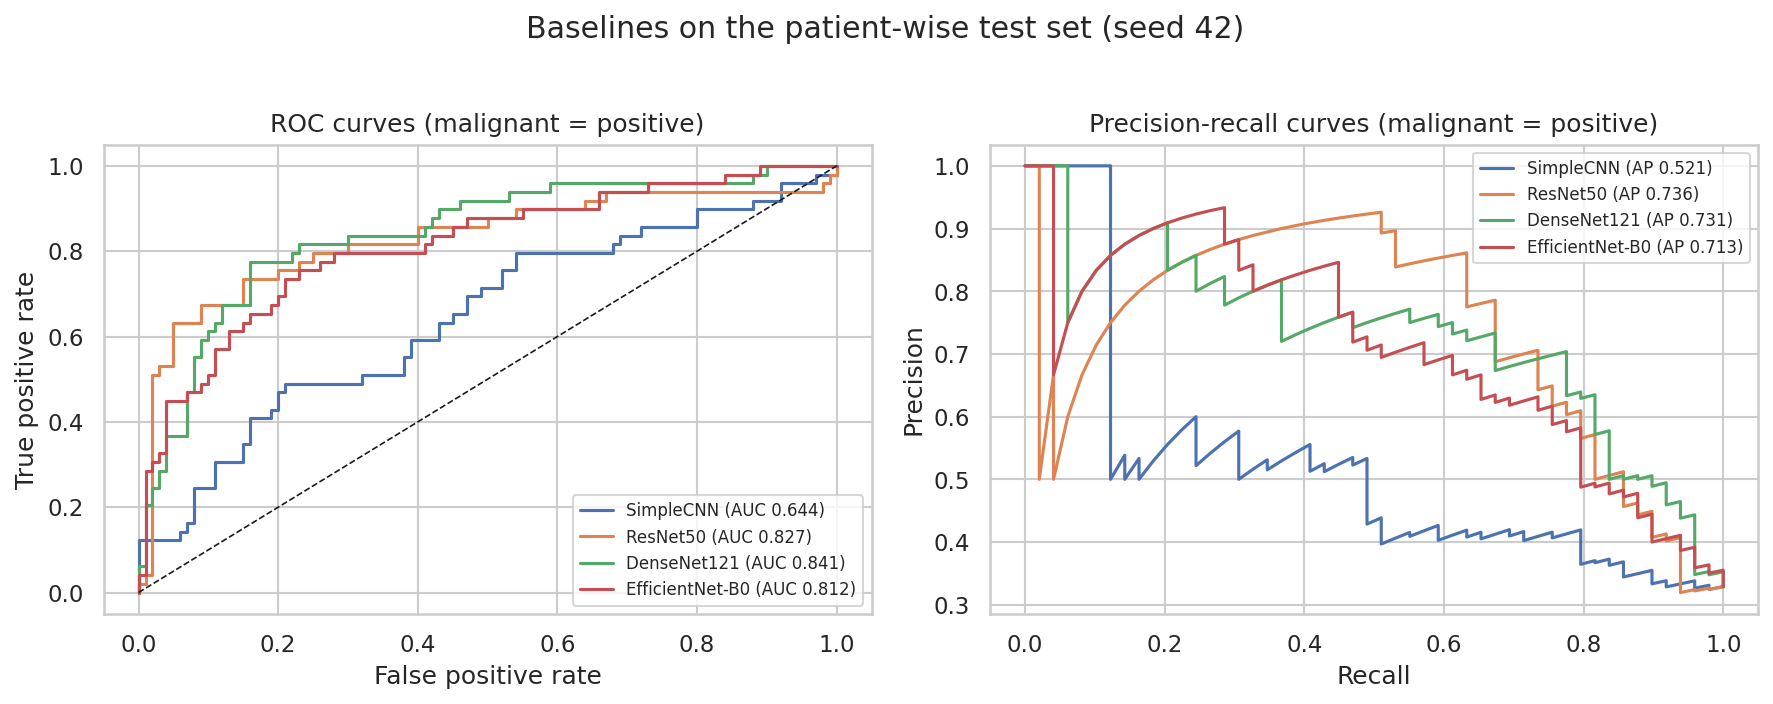 Baselines on the patient-wise test set (seed 42)
ROC curves (malignant = positive)
True positive rate
1.0
0.8
0.6
0.4
0.2
0.0
SimpleCNN (AUC 0.644)
ResNet50 (AUC 0.827)
DenseNet121 (AUC 0.841)
EfficientNet-B0 (AUC 0.812)
0.0 0.2 0.4 0.6 0.8 1.0
False positive rate
Precision-recall curves (malignant = positive)
Precision
1.0
0.9
0.8
0.7
0.6
0.5
0.4
0.3
SimpleCNN (AP 0.521)
ResNet50 (AP 0.736)
DenseNet121 (AP 0.731)
EfficientNet-B0 (AP 0.713)
0.0 0.2 0.4 0.6 0.8 1.0
Recall